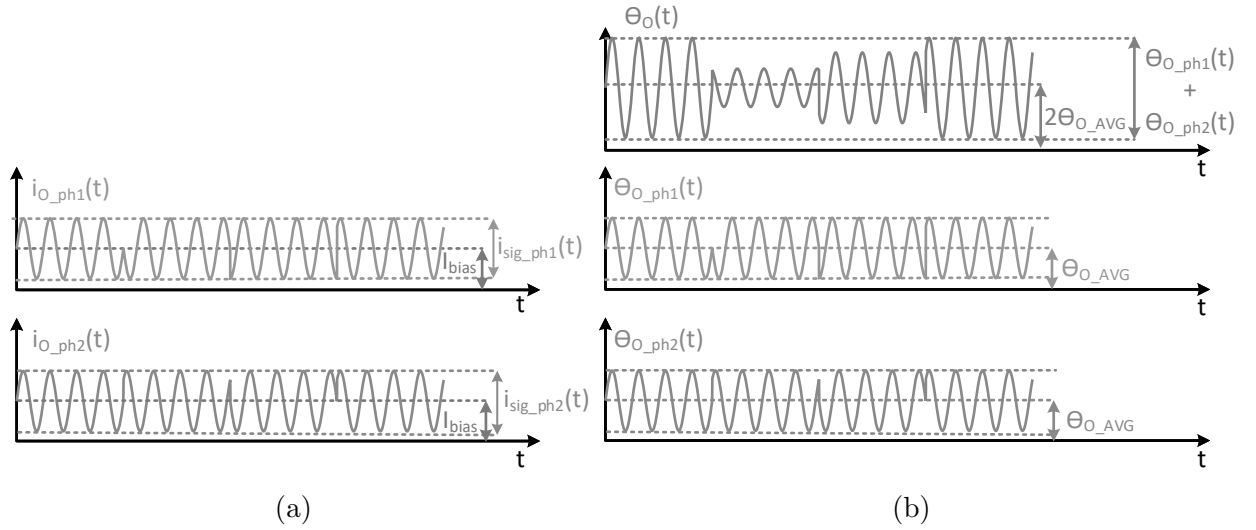 Θ_O(t)
Θ_O_ph1(t)
+
Θ_O_ph2(t)
2Θ_O_AVG
t
i_O_ph1(t)
i_sig_ph1(t)
I_bias
t
Θ_O_ph1(t)
Θ_O_AVG
t
i_O_ph2(t)
i_sig_ph2(t)
I_bias
t
Θ_O_ph2(t)
Θ_O_AVG
t
(a)
(b)